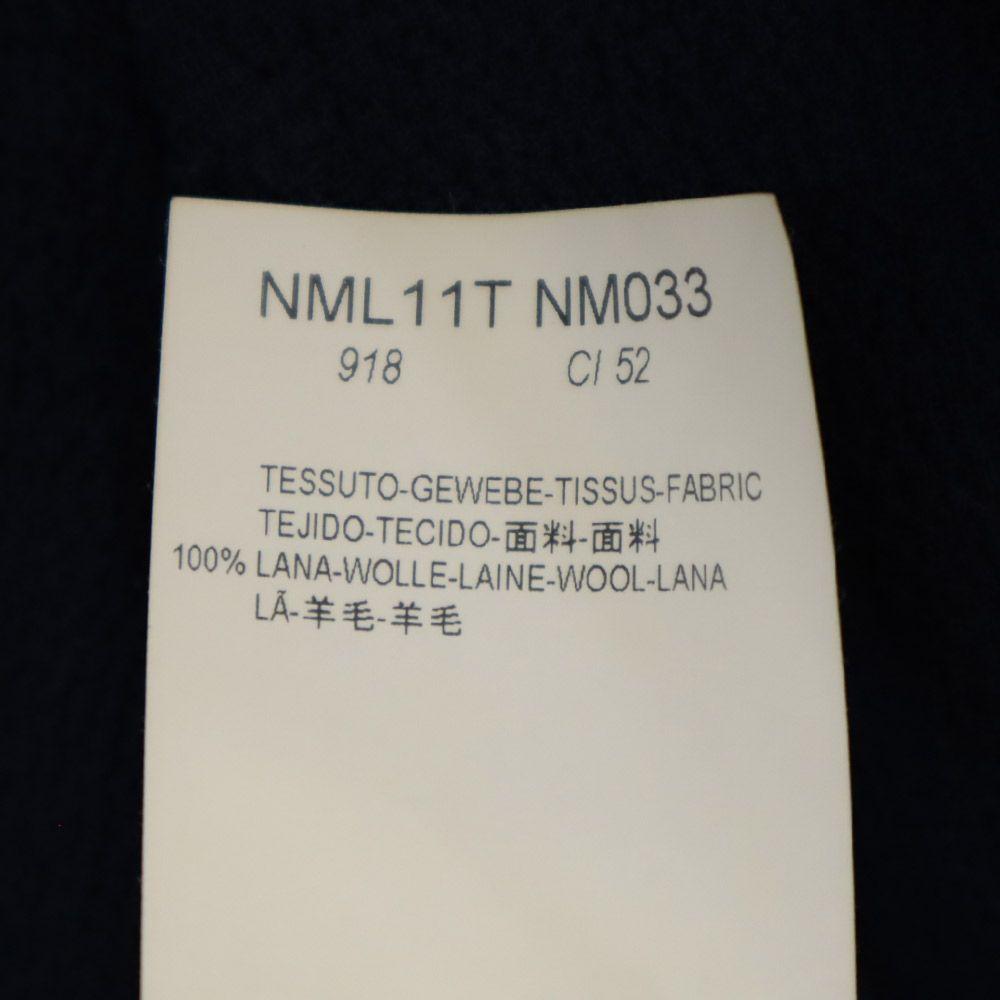 NML11T NM033
918 CI 52
TESSUTO-GEWEBE-TISSUS-FABRIC
TEJIDO-TECIDO-面料-面料
100% LANA-WOLLE-LAINE-WOOL-LANA
LÃ-羊毛-羊毛